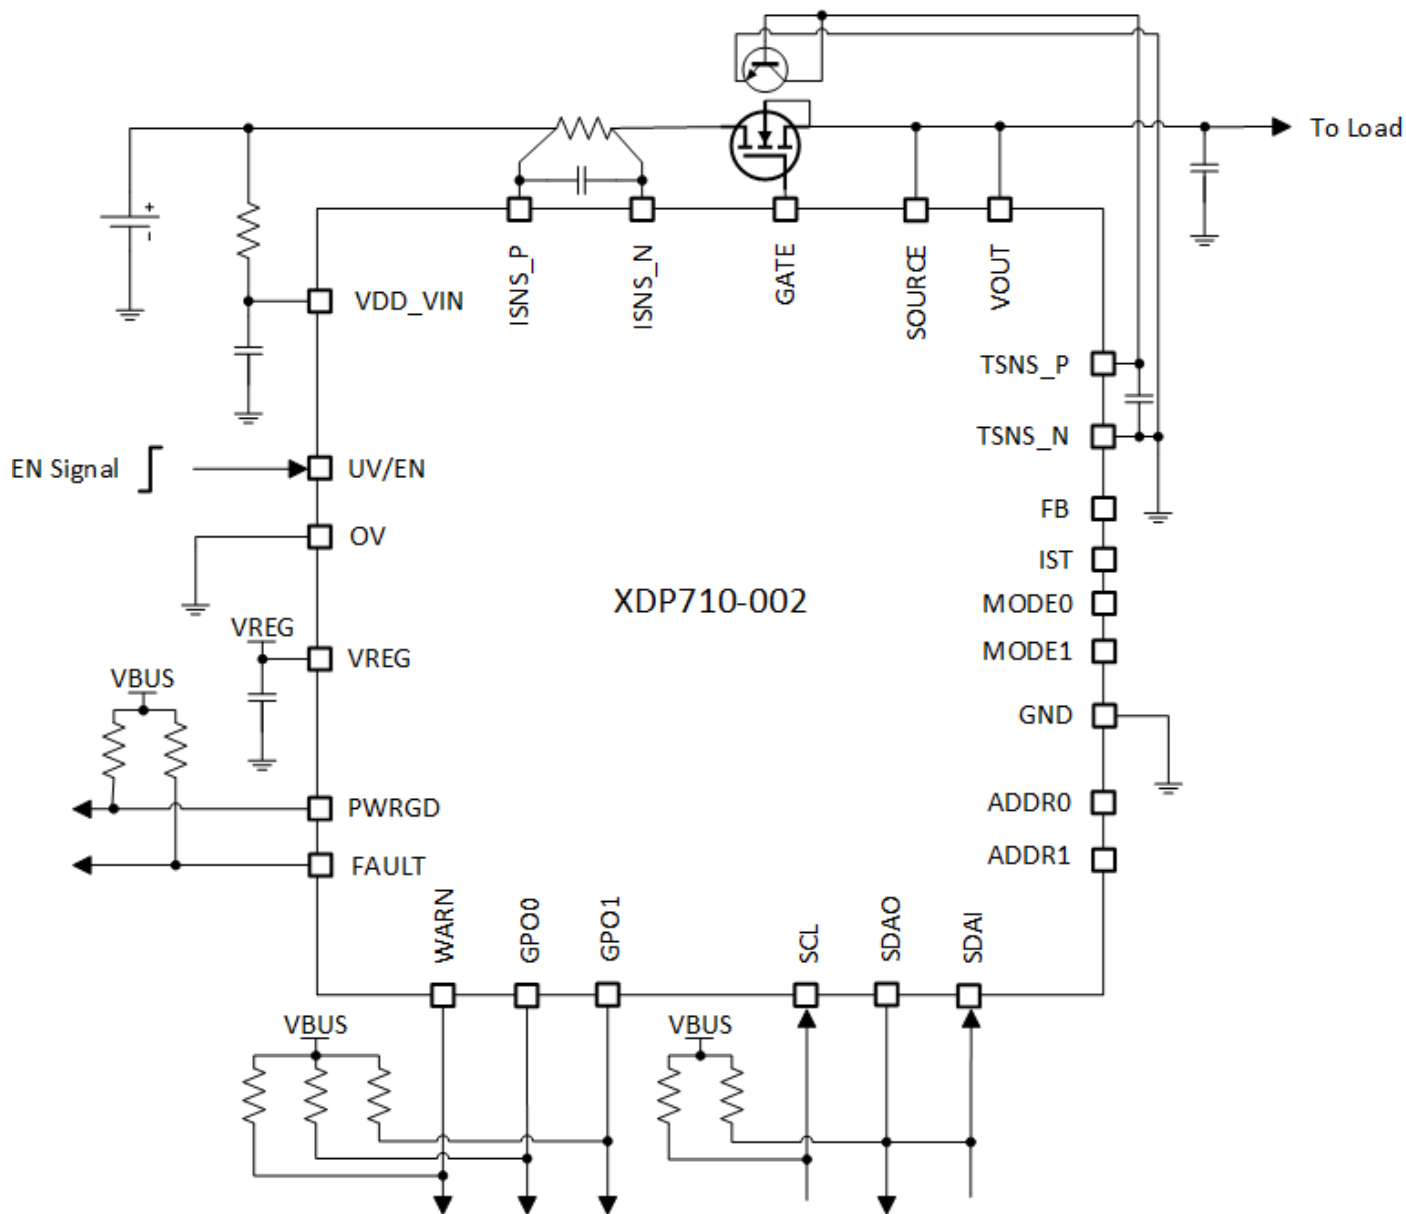 To Load
ISNS_P
ISNS_N
GATE
SOURCE
VOUT
+
-
VDD_VIN
TSNS_P
TSNS_N
EN Signal
UV/EN
FB
OV
IST
XDP710-002
MODE0
VREG
MODE1
VREG
VBUS
GND
PWRGD
ADDR0
FAULT
ADDR1
WARN
GPO0
GPO1
SCL
SDAO
SDAI
VBUS
VBUS